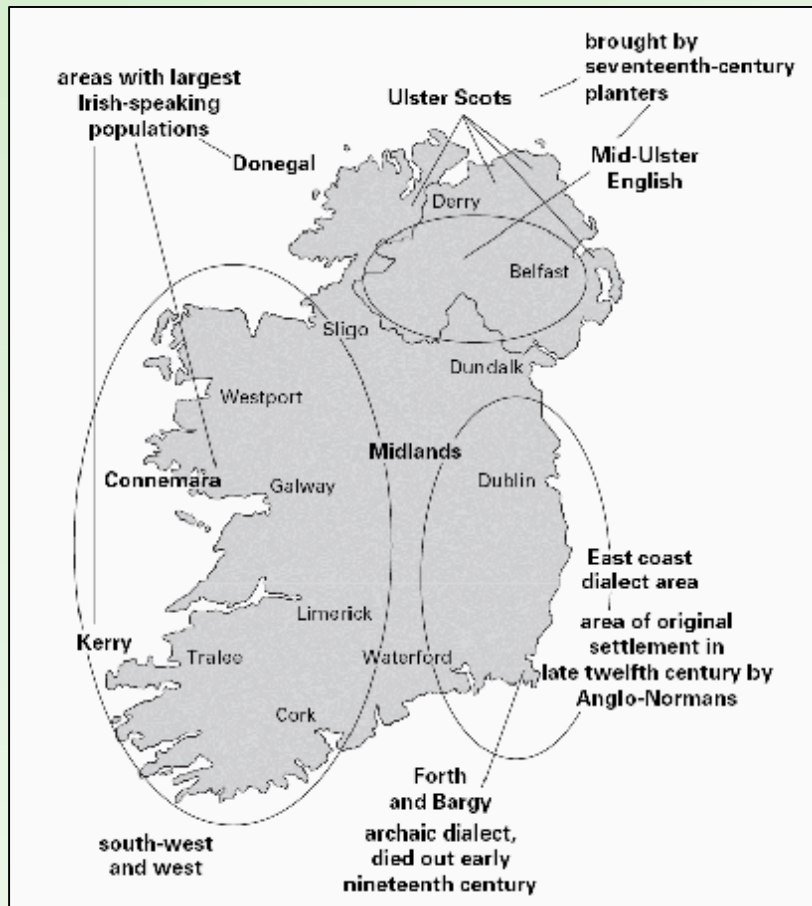 brought by
seventeenth-century
planters
areas with largest
Irish-speaking
populations
Ulster Scots
Donegal
Mid-Ulster
English
Derry
Belfast
Sligo
Dundalk
Westport
Midlands
Connemara
Galway
Dublin
East coast
dialect area
Limerick
area of original
settlement in
late twelfth century by
Anglo-Normans
Kerry
Tralee
Waterford
Cork
Forth
and Bargy
archaic dialect,
died out early
nineteenth century
south-west
and west